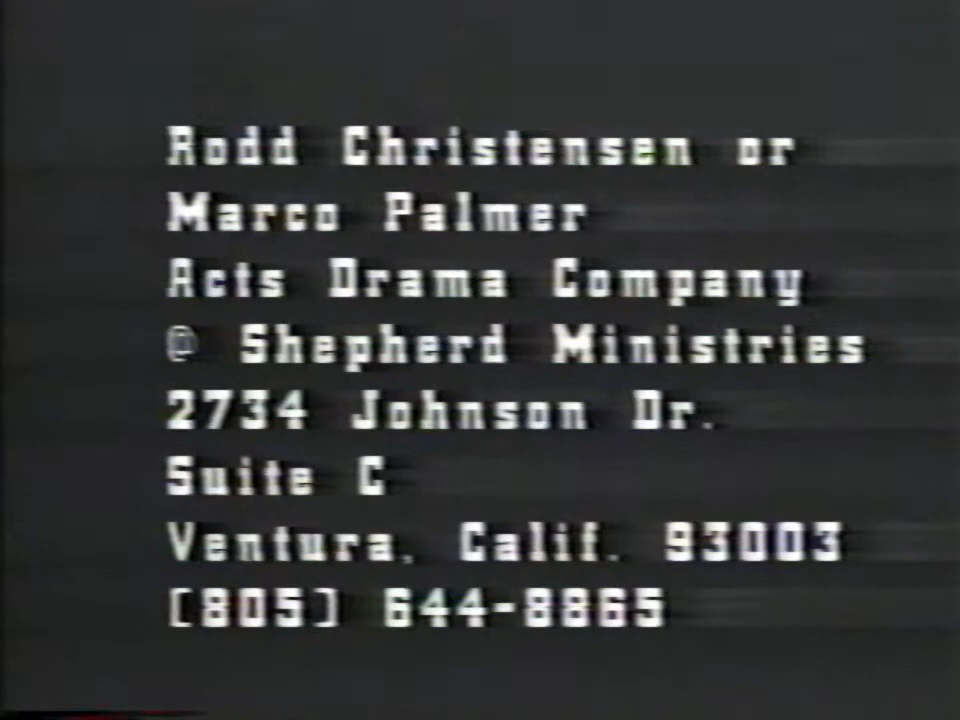 Rodd Christensen or
Marco Palmer
Acts Drama Company
@ Shepherd Ministries
2734 Johnson Dr.
Suite C
Ventura, Calif. 93003
(805) 644-8865